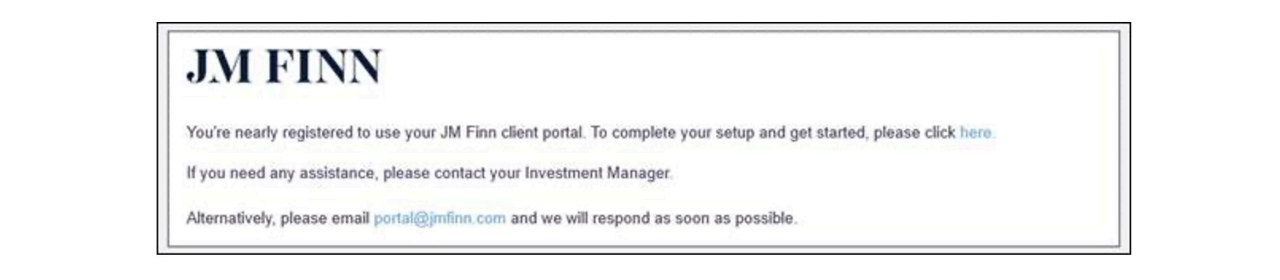 JM FINN
You're nearly registered to use your JM Finn client portal. To complete your setup and get started, please click here.
If you need any assistance, please contact your Investment Manager.
Alternatively, please email portal@jmfinn.com and we will respond as soon as possible.